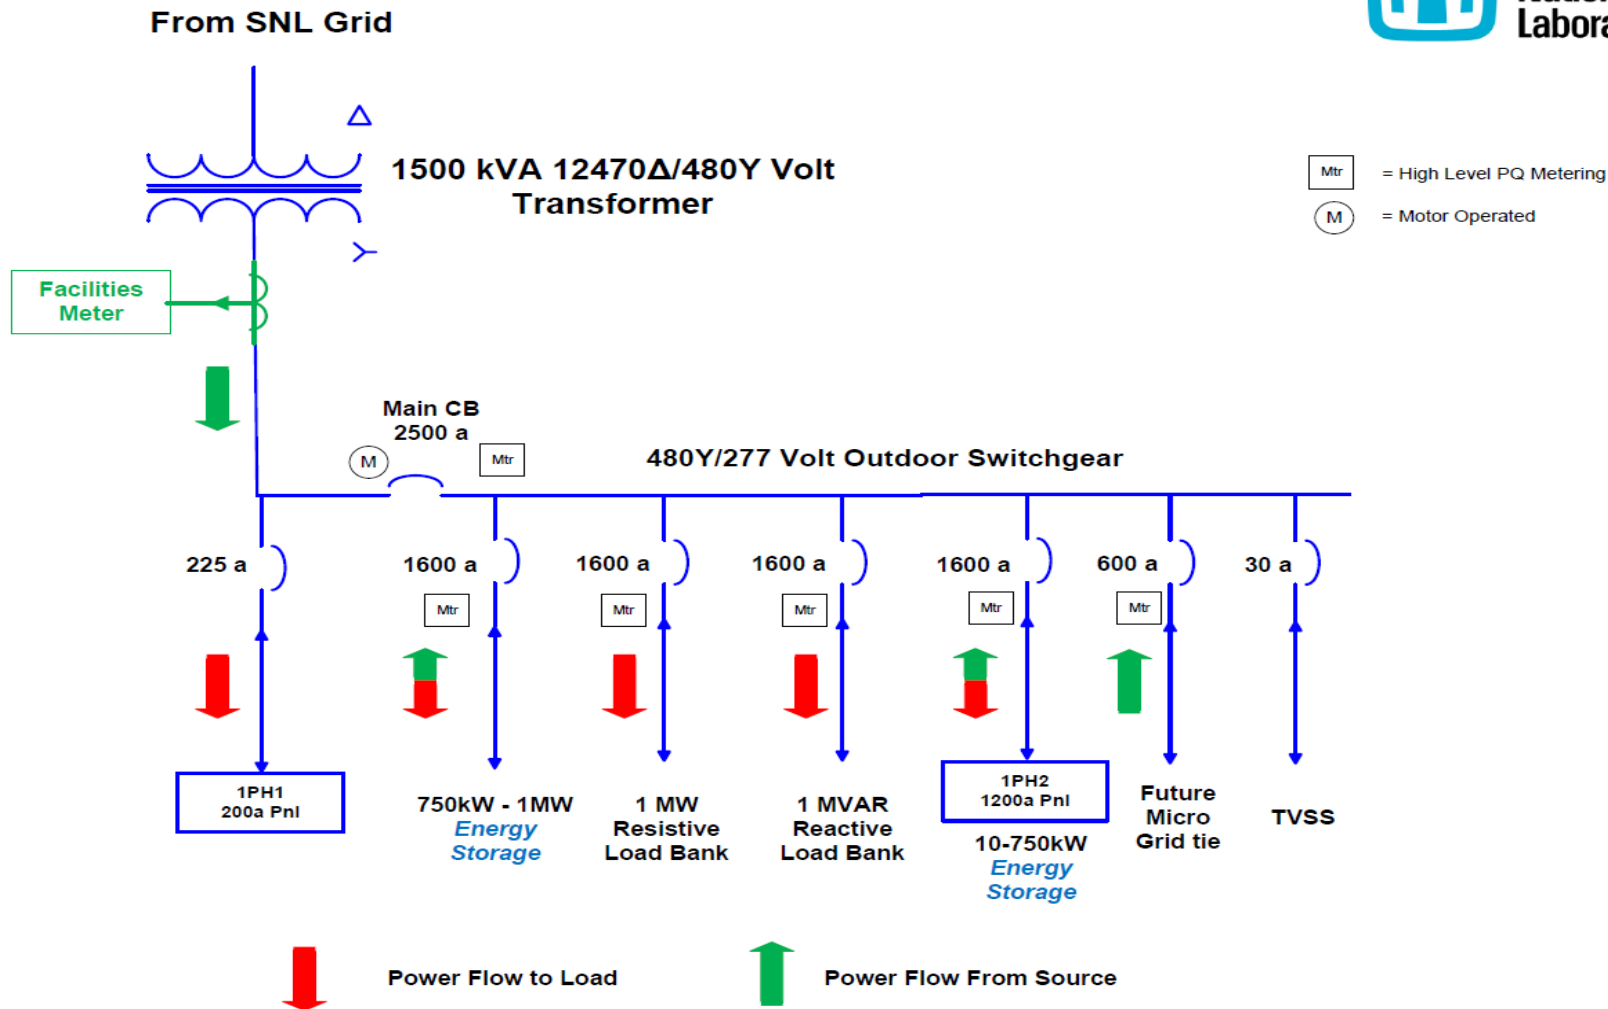 From SNL Grid
Labora
1500 kVA 12470Δ/480Y Volt
Transformer
Mtr = High Level PQ Metering
M = Motor Operated
Facilities
Meter
Main CB
2500 a
M
Mtr
480Y/277 Volt Outdoor Switchgear
225 a
1600 a
1600 a
1600 a
1600 a
600 a
30 a
Mtr
Mtr
Mtr
Mtr
Mtr
1PH1
200a Pnl
750kW - 1MW
Energy
Storage
1 MW
Resistive
Load Bank
1 MVAR
Reactive
Load Bank
1PH2
1200a Pnl
10-750kW
Energy
Storage
Future
Micro
Grid tie
TVSS
Power Flow to Load
Power Flow From Source